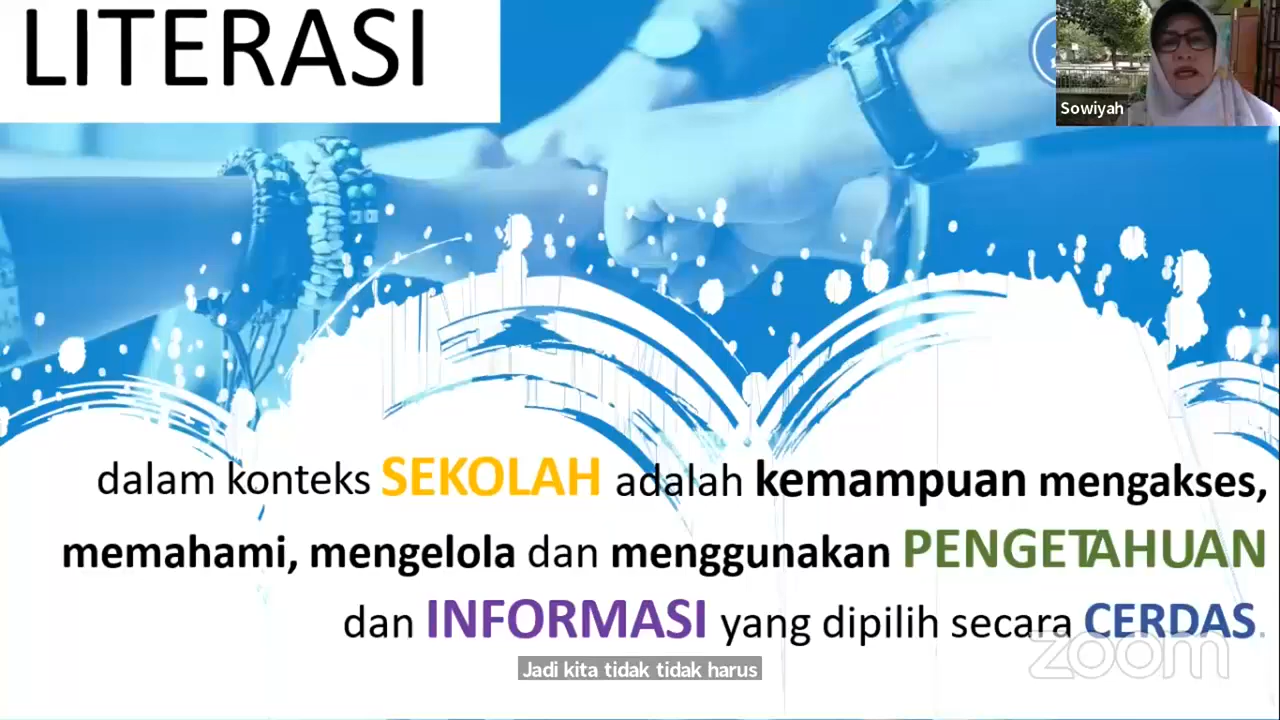 LITERASI
Sowiyah
dalam konteks SEKOLAH adalah kemampuan mengakses,
memahami, mengelola dan menggunakan PENGETAHUAN
dan INFORMASI yang dipilih secara CERDAS.
zoom
Jadi kita tidak tidak harus